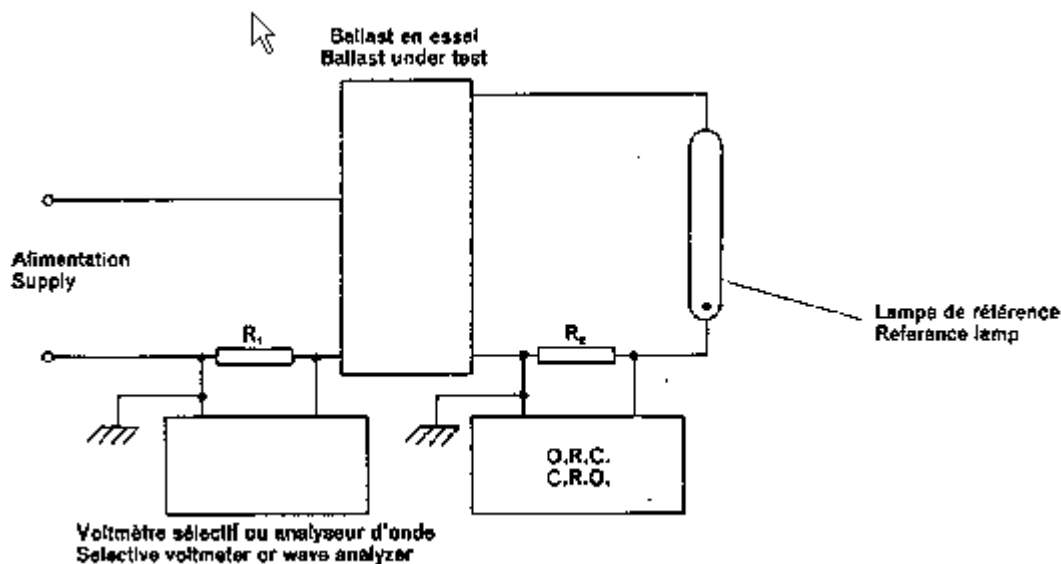 Ballast en essai
Ballast under test
Alimentation
Supply
R₁
R₂
Lampe de référence
Reference lamp
O.R.C.
C.R.O.
Voltmètre sélectif ou analyseur d'onde
Selective voltmeter or wave analyzer